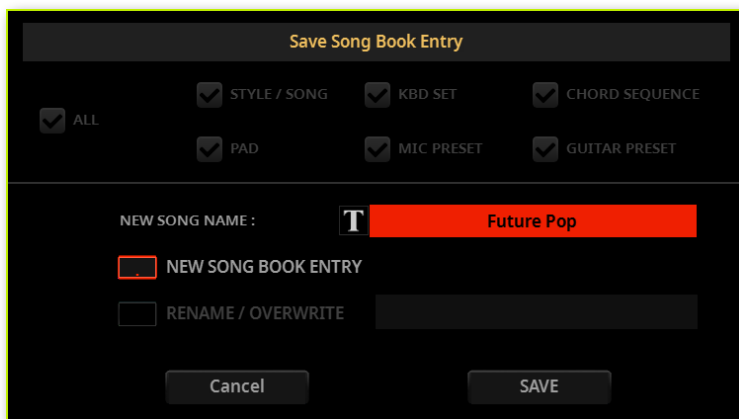 Save Song Book Entry
ALL
STYLE / SONG
KBD SET
CHORD SEQUENCE
PAD
MIC PRESET
GUITAR PRESET
NEW SONG NAME :
T
Future Pop
NEW SONG BOOK ENTRY
RENAME / OVERWRITE
Cancel
SAVE